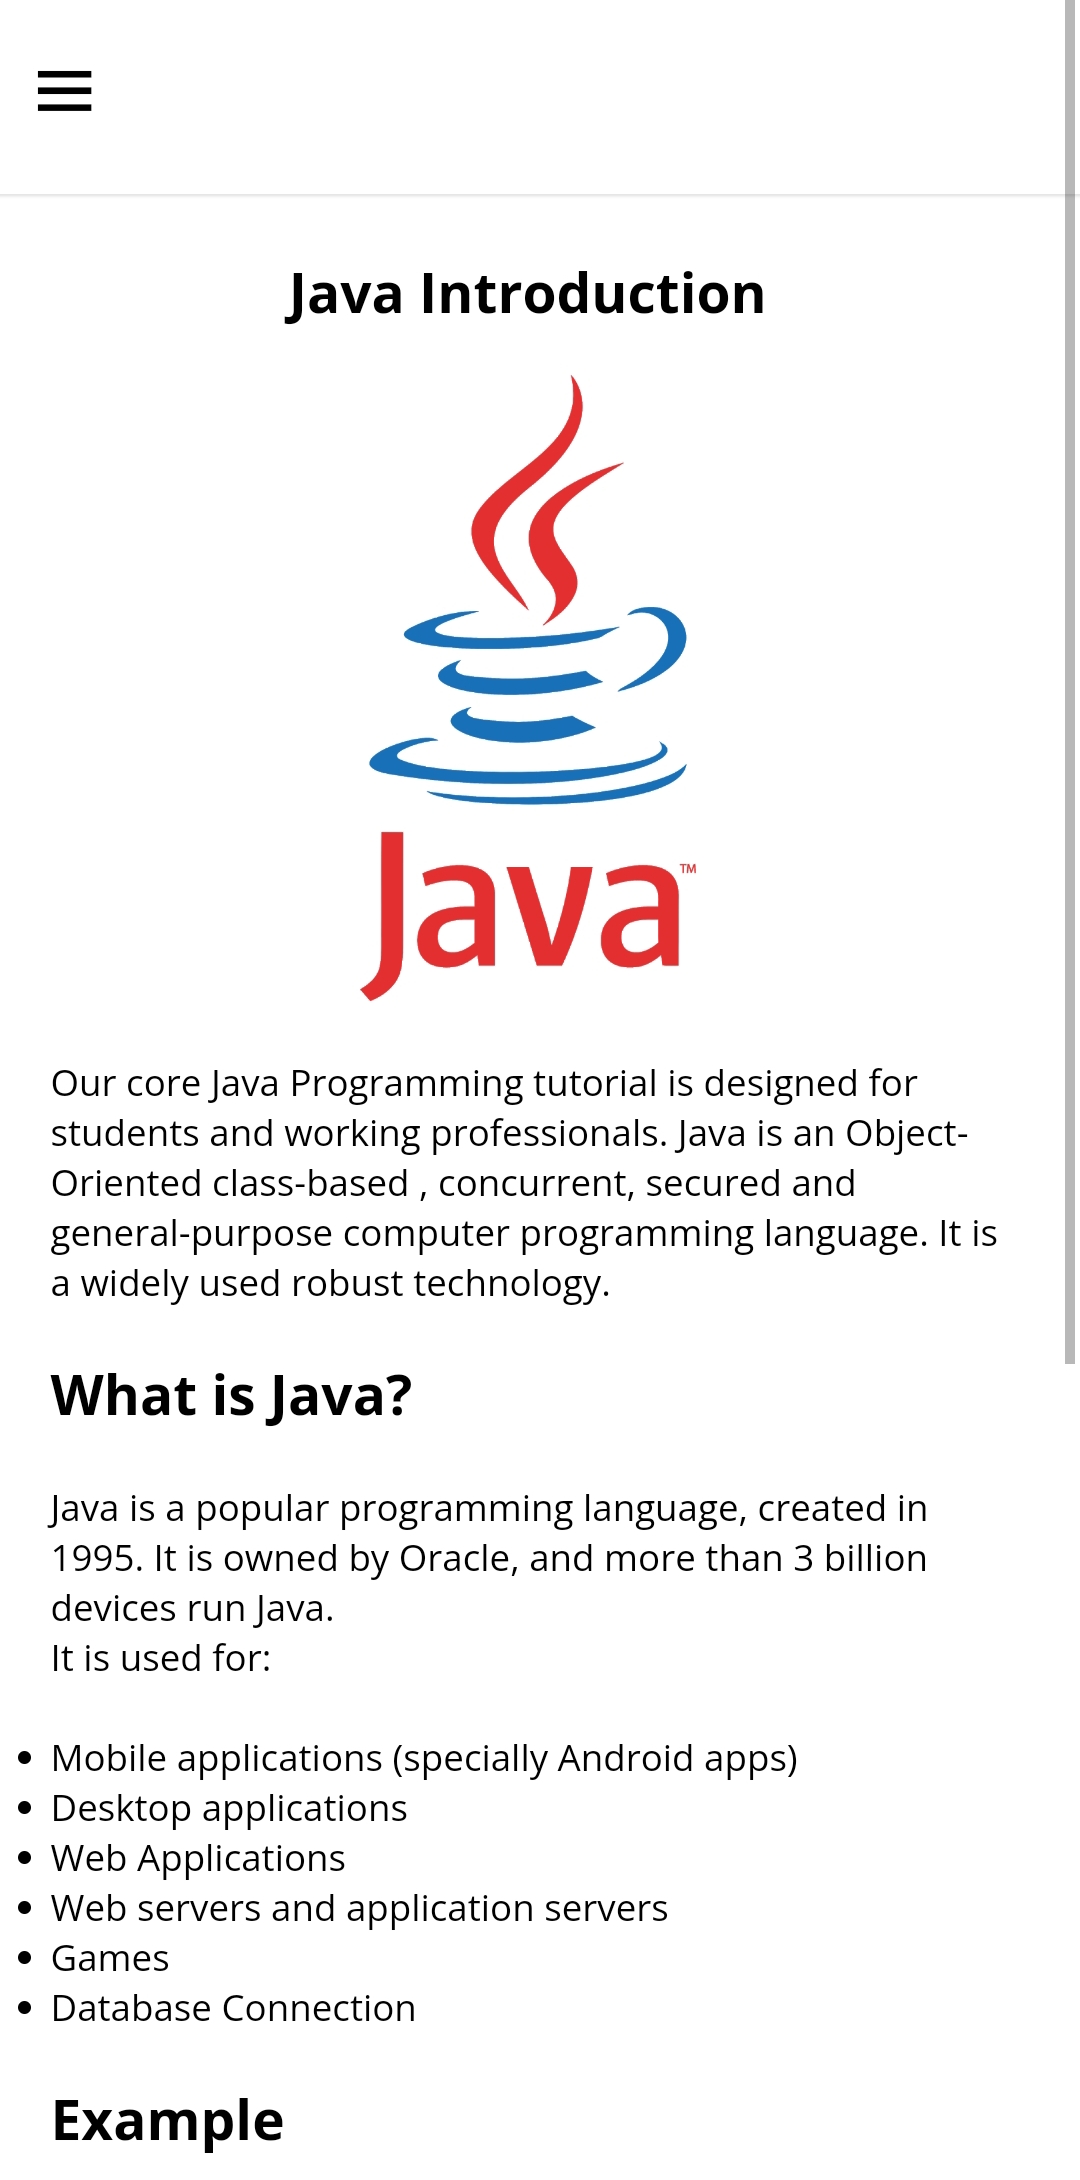 Java Introduction
Java
TM
Our core Java Programming tutorial is designed for
students and working professionals. Java is an Object-
Oriented class-based , concurrent, secured and
general-purpose computer programming language. It is
a widely used robust technology.
What is Java?
Java is a popular programming language, created in
1995. It is owned by Oracle, and more than 3 billion
devices run Java.
It is used for:
• Mobile applications (specially Android apps)
• Desktop applications
• Web Applications
• Web servers and application servers
• Games
• Database Connection
Example